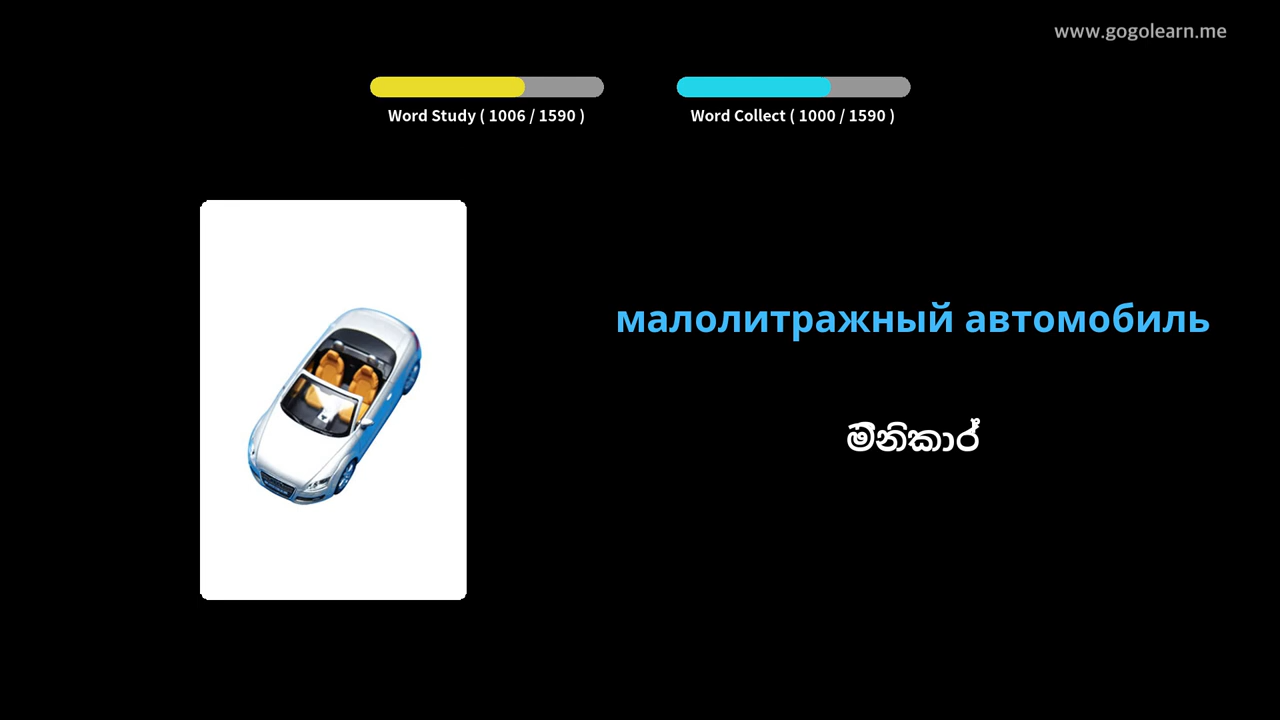 www.gogolearn.me
Word Study ( 1006 / 1590 )
Word Collect ( 1000 / 1590 )
малолитражный автомобиль
මිනිකාර්